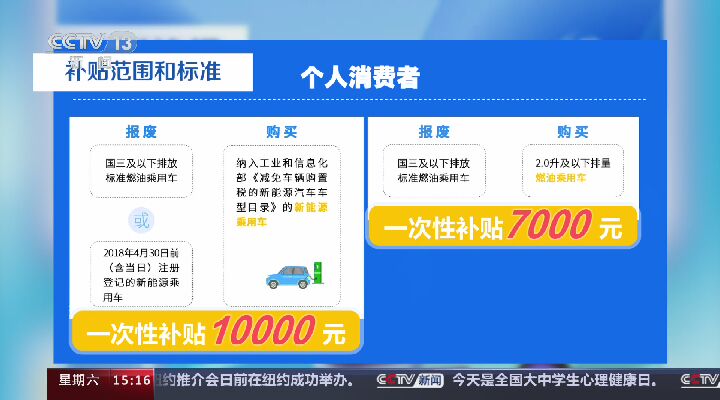 CCTV 13
新闻
补贴范围和标准
个人消费者
报废
国三及以下排放
标准燃油乘用车
或
2018年4月30日前
（含当日）注册
登记的新能源乘
用车
购买
纳入工业和信息化
部《减免车辆购置
税的新能源汽车车
型目录》的新能源
乘用车
一次性补贴10000元
报废
国三及以下排放
标准燃油乘用车
购买
2.0升及以下排量
燃油乘用车
一次性补贴7000元
星期六 15:16 纽约推介会日前在纽约成功举办。 CCTV新闻 今天是全国大中学生心理健康日。 CCTV